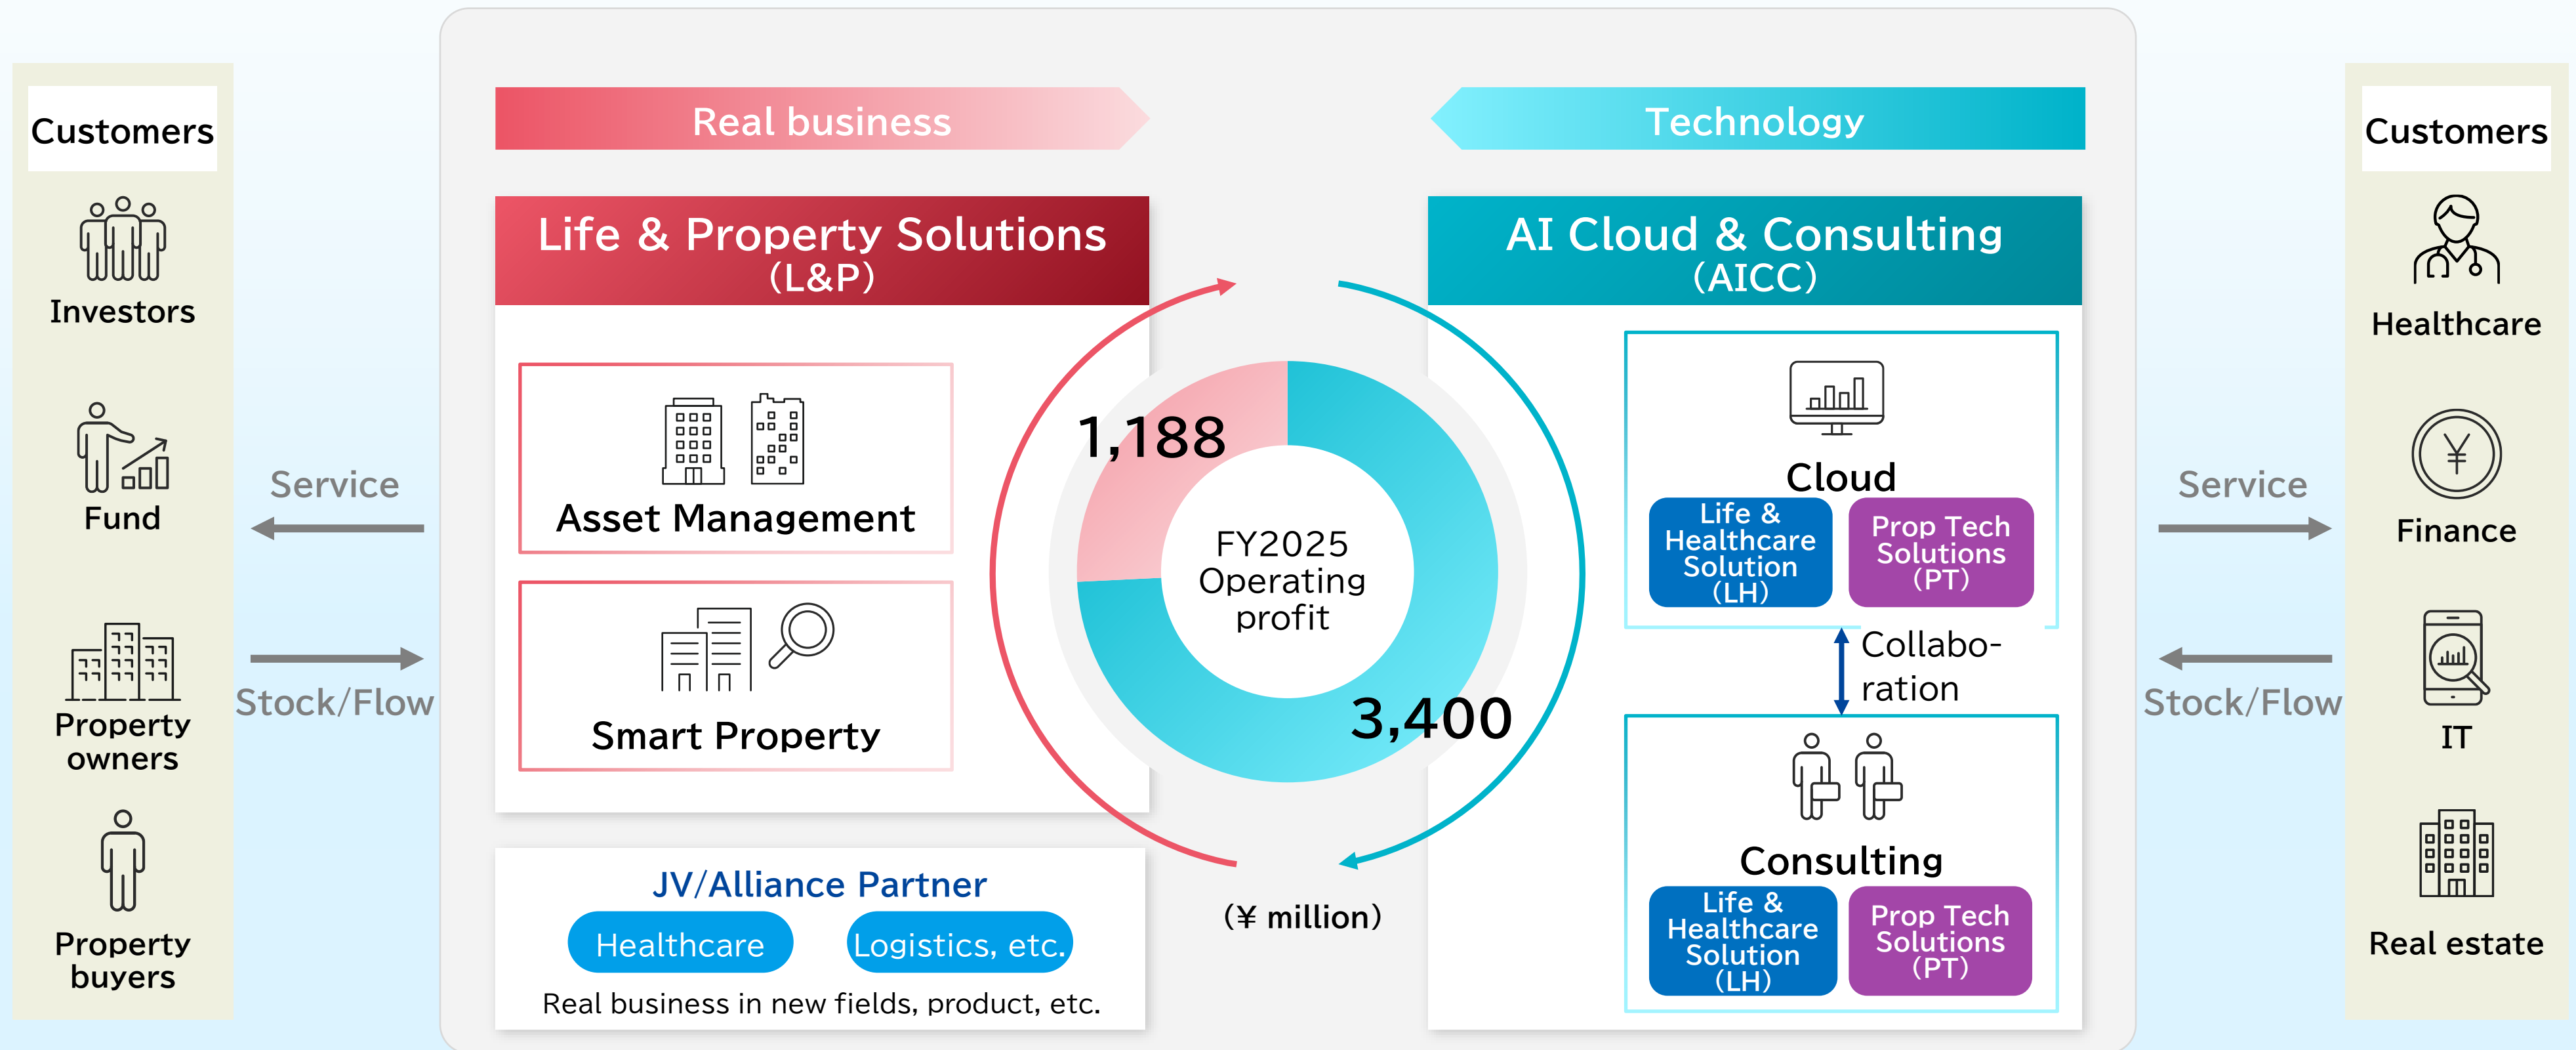 Customers
Investors
Fund
Property
owners
Property
buyers
Service
Stock/Flow
Real business
Life & Property Solutions
(L&P)
Asset Management
Smart Property
JV/Alliance Partner
Healthcare
Logistics, etc.
Real business in new fields, product, etc.
1,188
FY2025
Operating
profit
3,400
(¥ million)
Technology
AI Cloud & Consulting
(AICC)
Cloud
Life &
Healthcare
Solution
(LH)
Prop Tech
Solutions
(PT)
Collabo-
ration
Consulting
Life &
Healthcare
Solution
(LH)
Prop Tech
Solutions
(PT)
Service
Stock/Flow
Customers
Healthcare
¥
Finance
IT
Real estate